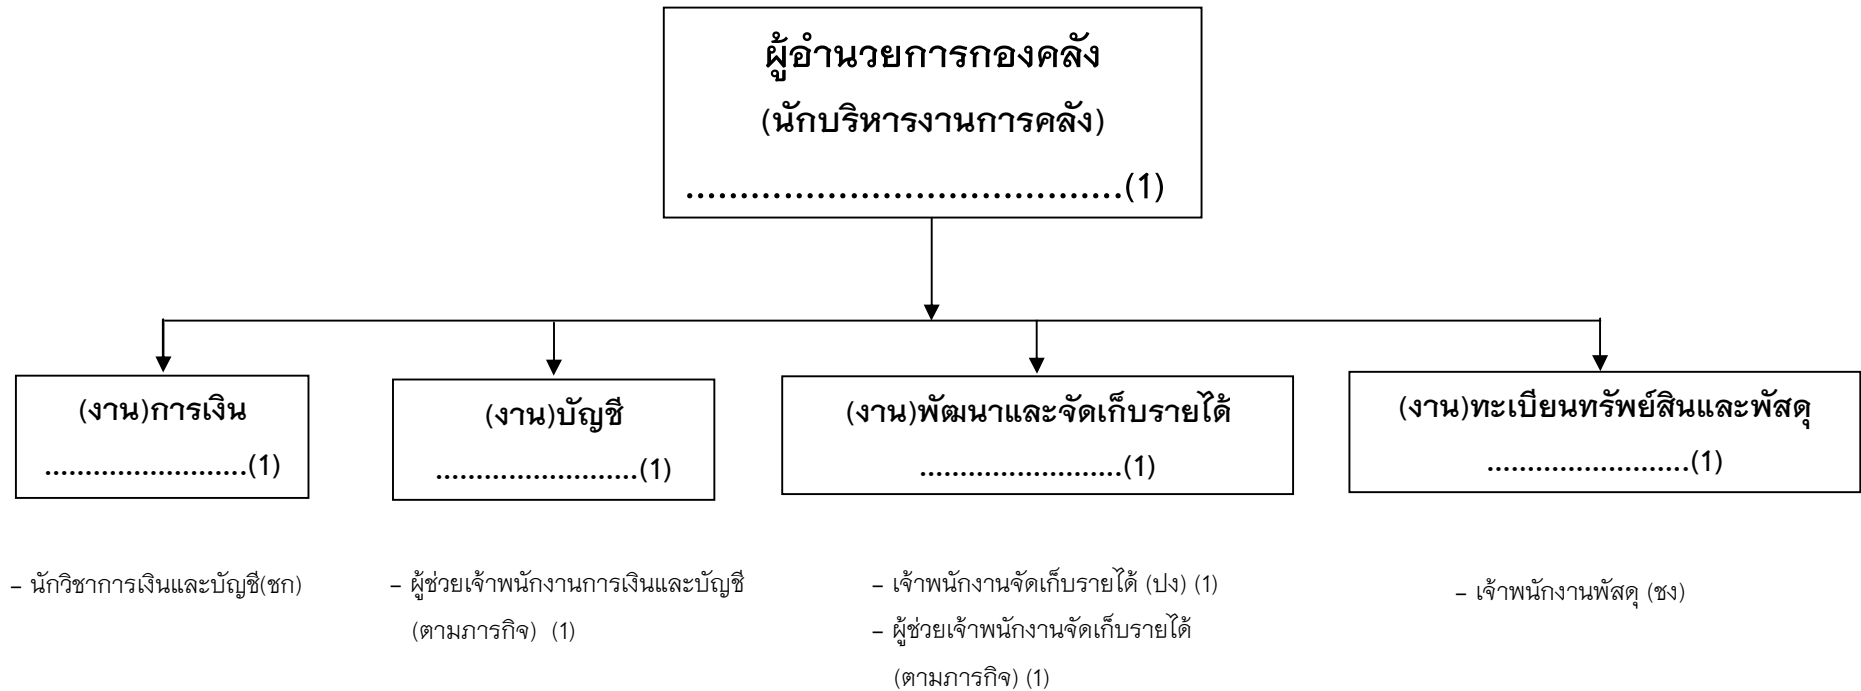 ผู้อำนวยการกองคลัง
(นักบริหารงานการคลัง)
........................................(1)
(งาน)การเงิน
.........................(1)
(งาน)บัญชี
.........................(1)
(งาน)พัฒนาและจัดเก็บรายได้
.........................(1)
(งาน)ทะเบียนทรัพย์สินและพัสดุ
.........................(1)
– นักวิชาการเงินและบัญชี(ชก)
– ผู้ช่วยเจ้าพนักงานการเงินและบัญชี
(ตามภารกิจ) (1)
– เจ้าพนักงานจัดเก็บรายได้ (ปง) (1)
– ผู้ช่วยเจ้าพนักงานจัดเก็บรายได้
(ตามภารกิจ) (1)
– เจ้าพนักงานพัสดุ (ชง)